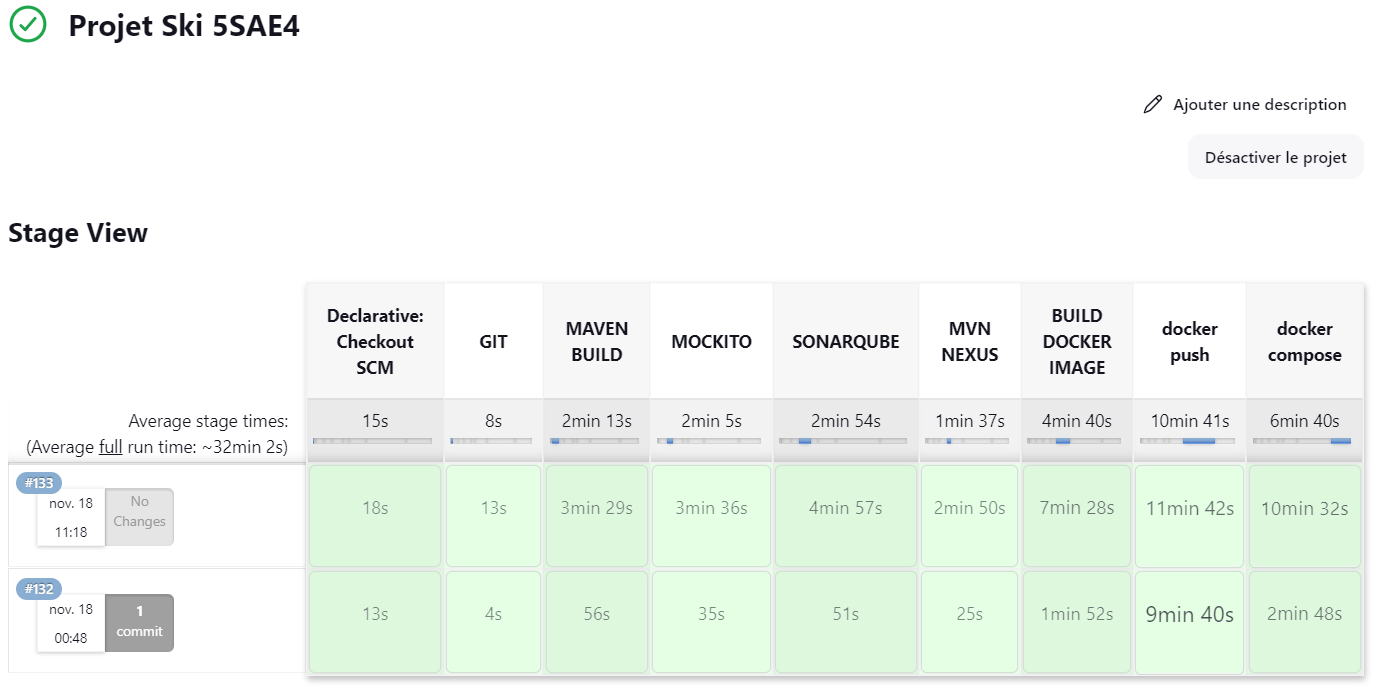 Projet Ski 5SAE4
Ajouter une description
Désactiver le projet
Stage View
Declarative:
Checkout
SCM
GIT
MAVEN
BUILD
MOCKITO
SONARQUBE
MVN
NEXUS
BUILD
DOCKER
IMAGE
docker
push
docker
compose
Average stage times:
(Average full run time: ~32min 2s)
15s
8s
2min 13s
2min 5s
2min 54s
1min 37s
4min 40s
10min 41s
6min 40s
#133
nov. 18
11:18
No
Changes
18s
13s
3min 29s
3min 36s
4min 57s
2min 50s
7min 28s
11min 42s
10min 32s
#132
nov. 18
00:48
1
commit
13s
4s
56s
35s
51s
25s
1min 52s
9min 40s
2min 48s